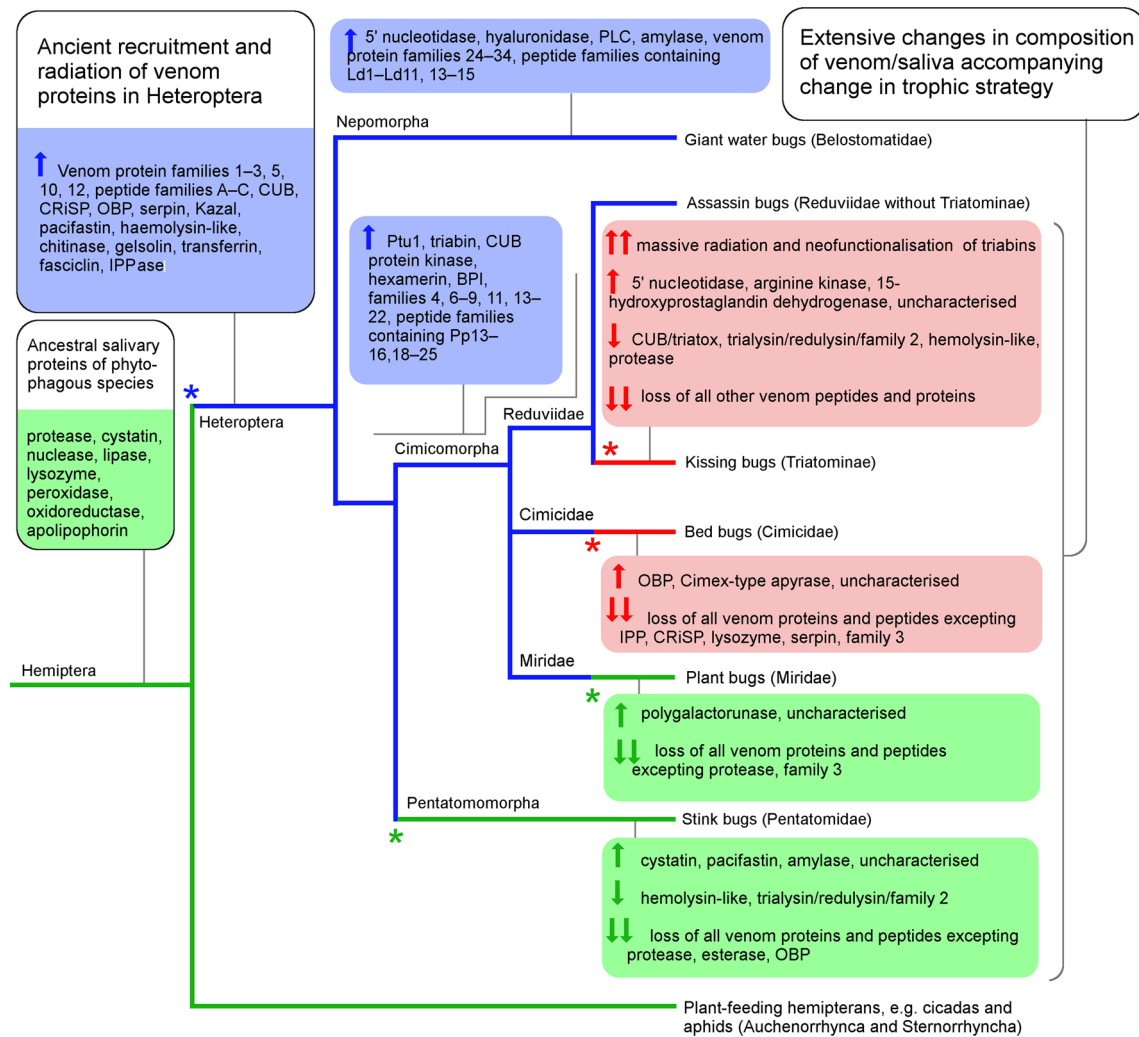 Ancient recruitment and
radiation of venom
proteins in Heteroptera
Venom protein families 1–3, 5,
10, 12, peptide families A–C, CUB,
CRiSP, OBP, serpin, Kazal,
pacifastin, haemolysin-like,
chitinase, gelsolin, transferrin,
fasciclin, IPPase
5' nucleotidase, hyaluronidase, PLC, amylase, venom
protein families 24–34, peptide families containing
Ld1–Ld11, 13–15
Extensive changes in composition
of venom/saliva accompanying
change in trophic strategy
Nepomorpha
Giant water bugs (Belostomatidae)
Ptu1, triabin, CUB
protein kinase,
hexamerin, BPI,
families 4, 6–9, 11, 13–
22, peptide families
containing Pp13–
16,18–25
Assassin bugs (Reduviidae without Triatominae)
massive radiation and neofunctionalisation of triabins
5' nucleotidase, arginine kinase, 15-
hydroxyprostaglandin dehydrogenase, uncharacterised
CUB/triatox, trialysin/redulysin/family 2, hemolysin-like,
protease
loss of all other venom peptides and proteins
Ancestral salivary
proteins of phyto-
phagous species
protease, cystatin,
nuclease, lipase,
lysozyme,
peroxidase,
oxidoreductase,
apolipophorin
*
Heteroptera
Reduviidae
Cimicomorpha
*
Kissing bugs (Triatominae)
Cimicidae
*
Bed bugs (Cimicidae)
OBP, Cimex-type apyrase, uncharacterised
loss of all venom proteins and peptides excepting
IPP, CRiSP, lysozyme, serpin, family 3
Hemiptera
Miridae
*
Plant bugs (Miridae)
polygalactorunase, uncharacterised
loss of all venom proteins and peptides
excepting protease, family 3
Pentatomomorpha
*
Stink bugs (Pentatomidae)
cystatin, pacifastin, amylase, uncharacterised
hemolysin-like, trialysin/redulysin/family 2
loss of all venom proteins and peptides excepting
protease, esterase, OBP
Plant-feeding hemipterans, e.g. cicadas and
aphids (Auchenorrhynca and Sternorrhyncha)